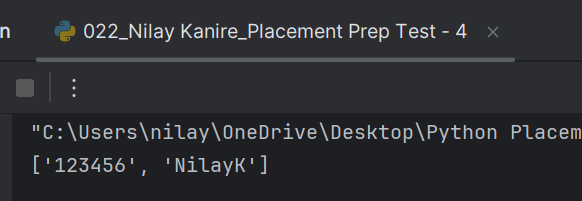 n 022_Nilay Kanire_Placement Prep Test - 4
"C:\Users\nilay\OneDrive\Desktop\Python Placem
['123456', 'NilayK']